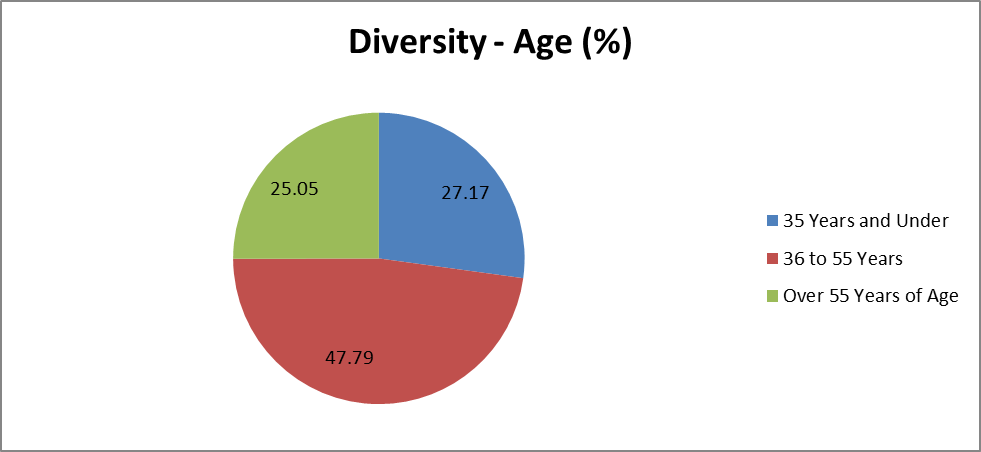 Diversity - Age (%)
25.05
27.17
35 Years and Under
36 to 55 Years
Over 55 Years of Age
47.79